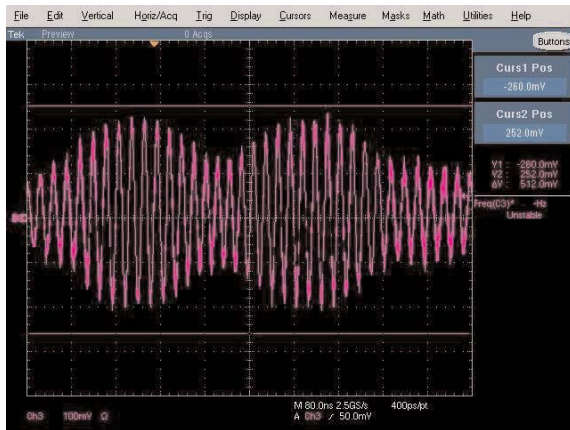 File Edit Vertical Horiz/Acq Trig Display Cursors Measure Masks Math Utilities Help
Tek Preview 0 Acqs
Buttons
Curs1 Pos
-260.0mV
Curs2 Pos
252.0mV
Y1 : -260.0mV
Y2 : 252.0mV
ΔV : 512.0mV
Freq(C3)* -Hz
Unstable
Ch3 100mV Ω
M 80.0ns 2.5GS/s 400ps/pt
A Ch3 / 50.0mV